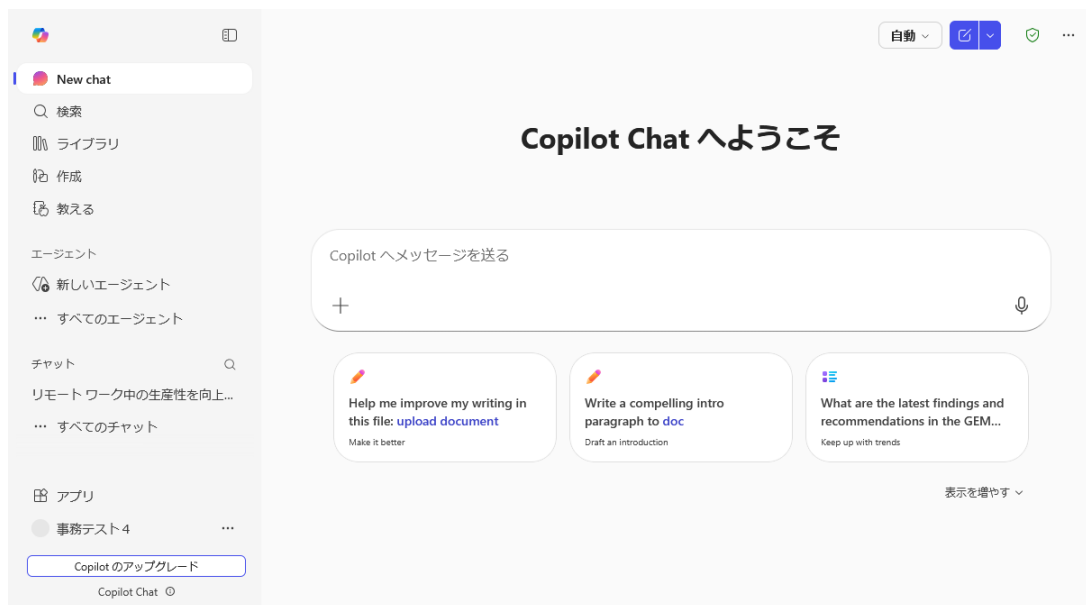 New chat
検索
ライブラリ
作成
教える
エージェント
新しいエージェント
すべてのエージェント
チャット
リモート ワーク中の生産性を向上...
すべてのチャット
アプリ
事務テスト4
Copilot のアップグレード
Copilot Chat
自動
Copilot Chat へようこそ
Copilot へメッセージを送る
Help me improve my writing in
this file: upload document
Make it better
Write a compelling intro
paragraph to doc
Draft an introduction
What are the latest findings and
recommendations in the GEM...
Keep up with trends
表示を増やす